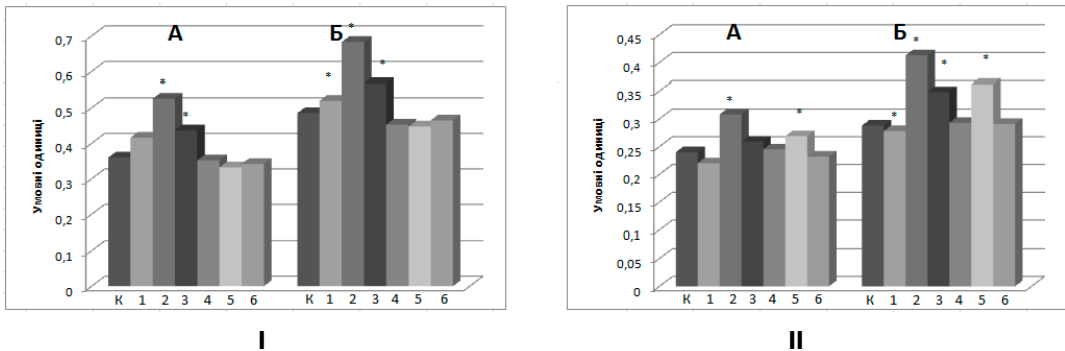 А
Б
* * * * *
Умовні одиниці
0,7
0,6
0,5
0,4
0,3
0,2
0,1
0
К 1 2 3 4 5 6
К 1 2 3 4 5 6
I
А
Б
* * * * * *
Умовні одиниці
0,45
0,4
0,35
0,3
0,25
0,2
0,15
0,1
0,05
0
К 1 2 3 4 5 6
К 1 2 3 4 5 6
II